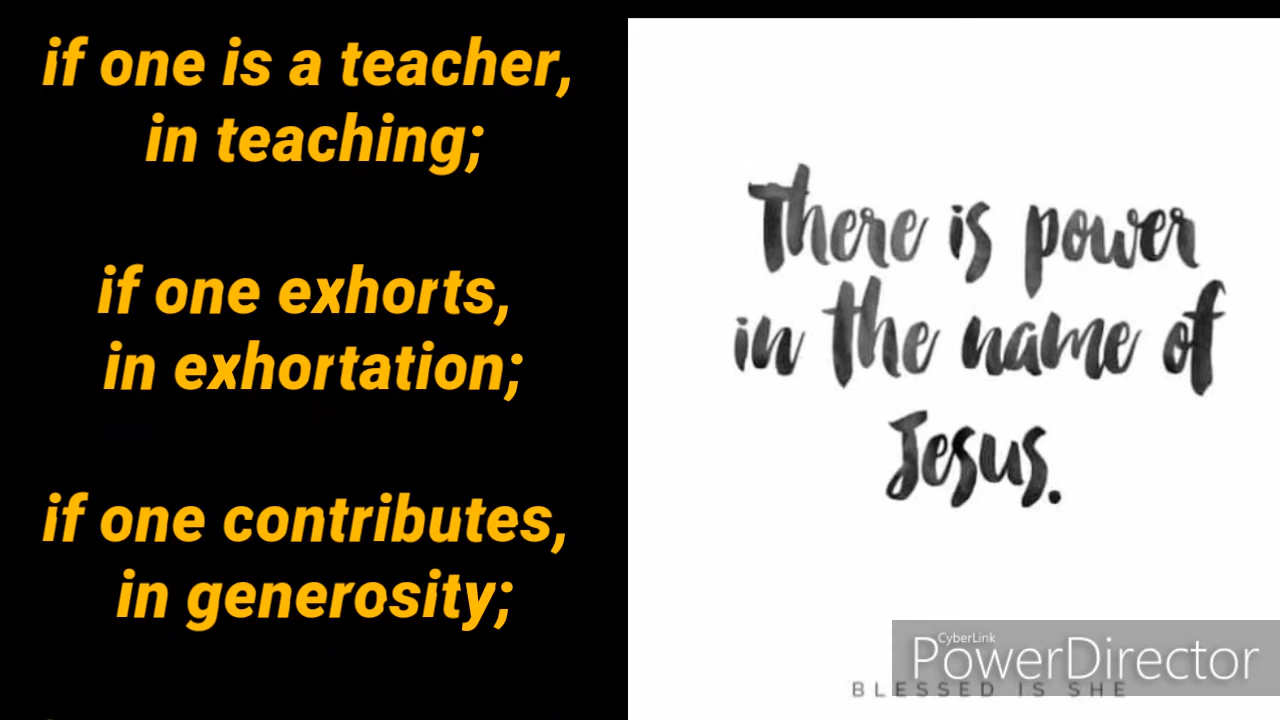 if one is a teacher,
in teaching;
if one exhorts,
in exhortation;
if one contributes,
in generosity;
There is power
in the name of
Jesus.
CyberLink
PowerDirector
BLESSED IS SHE